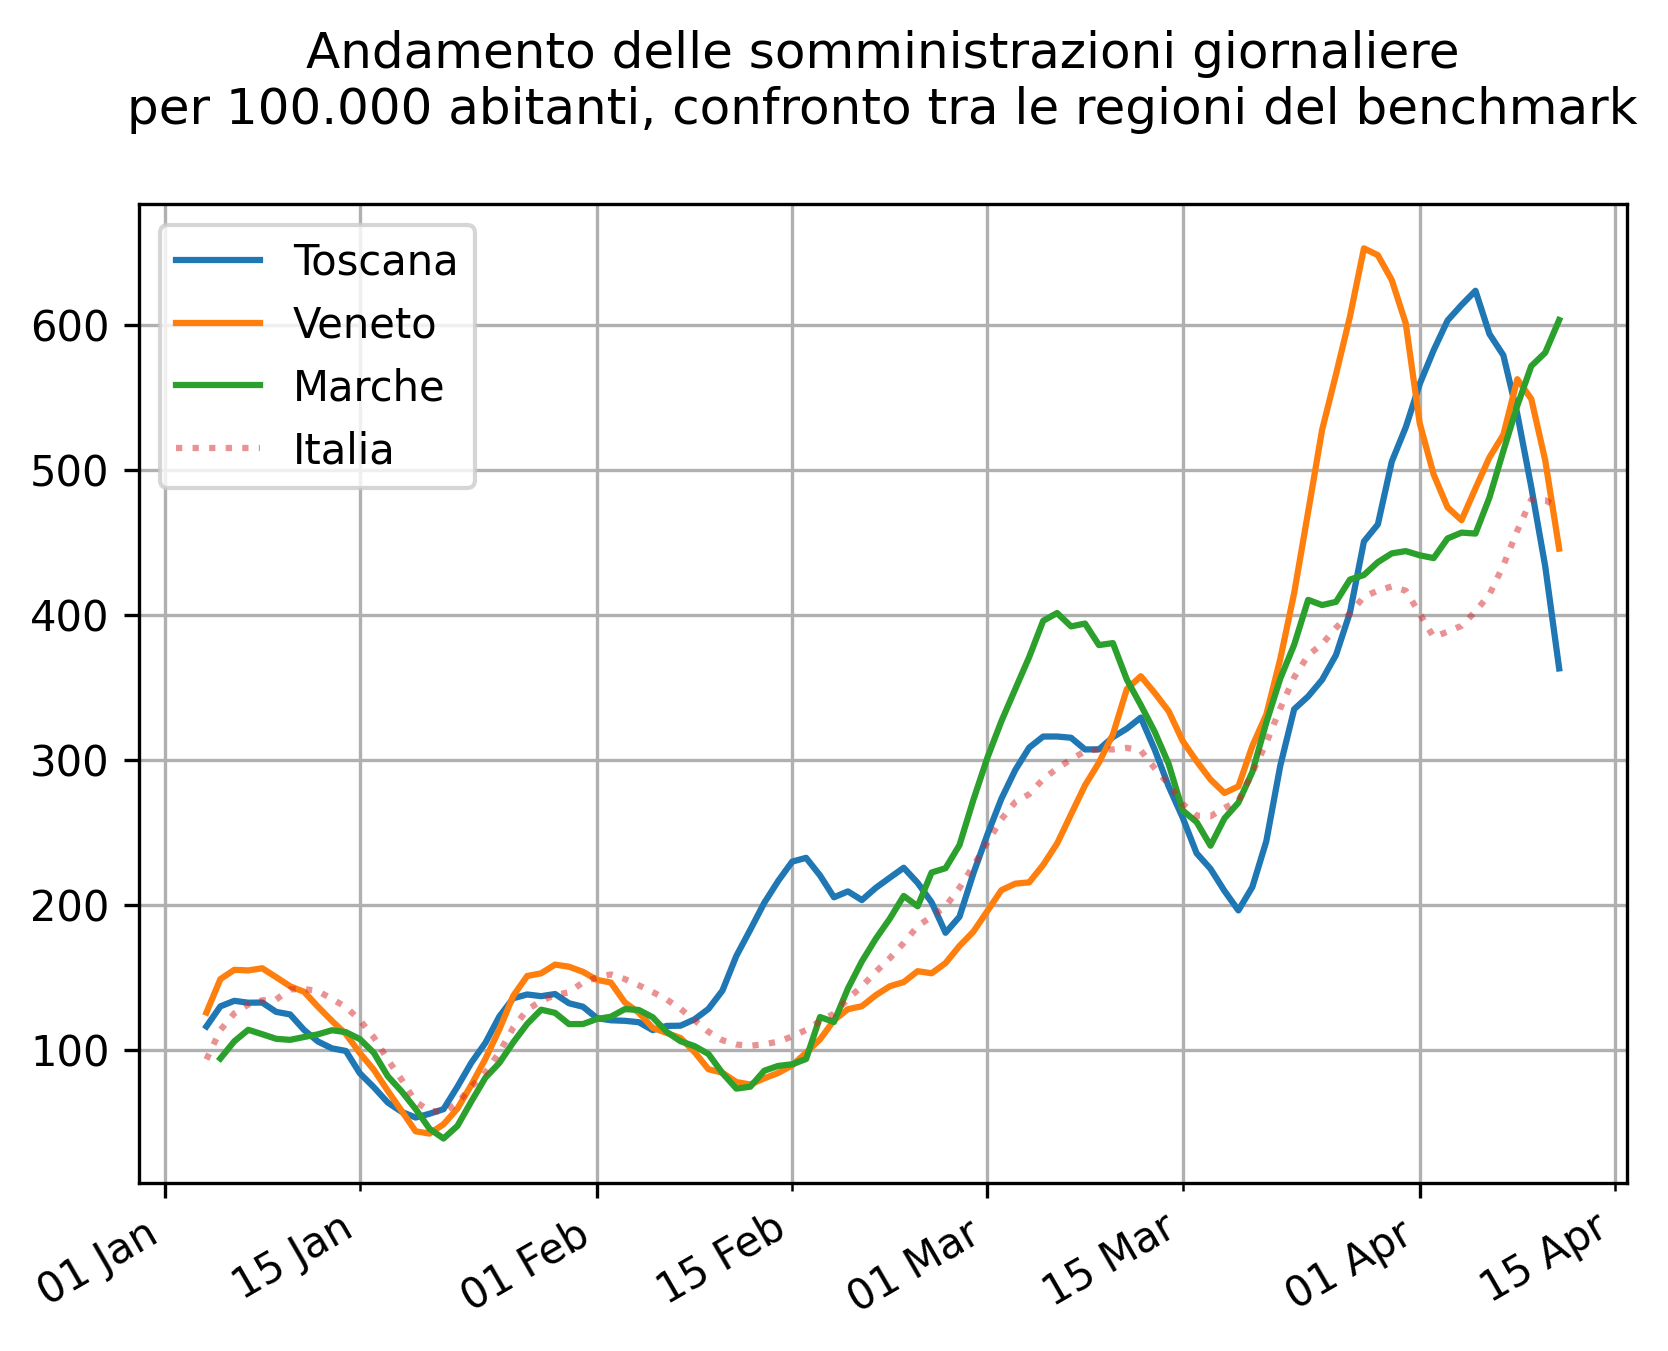 Andamento delle somministrazioni giornaliere
per 100.000 abitanti, confronto tra le regioni del benchmark
Toscana
Veneto
Marche
Italia
600
500
400
300
200
100
01 Jan
15 Jan
01 Feb
15 Feb
01 Mar
15 Mar
01 Apr
15 Apr